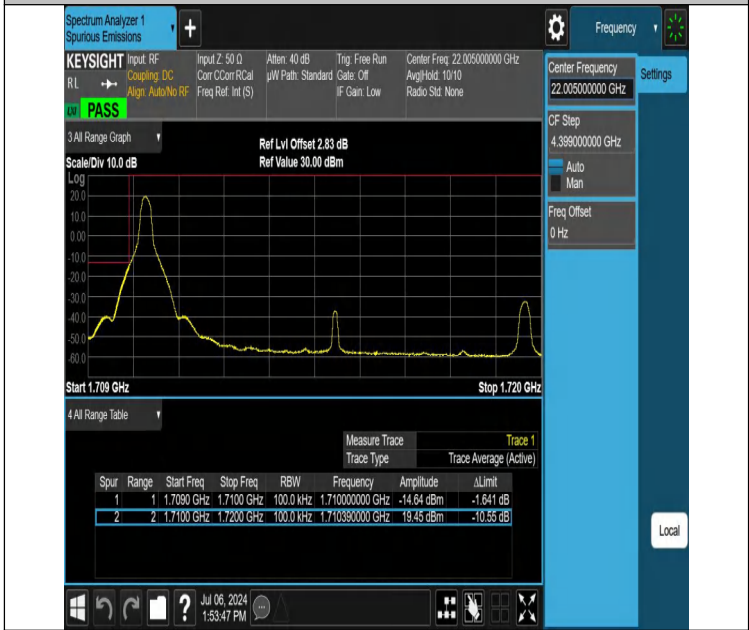 Spectrum Analyzer 1
Spurious Emissions
Frequency
KEYSIGHT
RL
Input: RF
Coupling: DC
Align: Auto/No RF
Input Z: 50 Ω
Corr CCorr RCal
Freq Ref: Int (S)
Atten: 40 dB
µW Path: Standard
Trig: Free Run
Gate: Off
IF Gain: Low
Center Freq: 22.005000000 GHz
Avg|Hold: 10/10
Radio Std: None
PASS
Center Frequency
22.005000000 GHz
Settings
CF Step
4.399000000 GHz
Auto
Man
Freq Offset
0 Hz
3 All Range Graph
Scale/Div 10.0 dB
Ref Lvl Offset 2.83 dB
Ref Value 30.00 dBm
Log
20.0
10.0
0.00
-10.0
-20.0
-30.0
-40.0
-50.0
-60.0
Start 1.709 GHz
Stop 1.720 GHz
4 All Range Table
Measure Trace Trace 1
Trace Type Trace Average (Active)
Spur Range Start Freq Stop Freq RBW Frequency Amplitude ΔLimit
1 1 1.7090 GHz 1.7100 GHz 100.0 kHz 1.710000000 GHz -14.64 dBm -1.641 dB
2 2 1.7100 GHz 1.7200 GHz 100.0 kHz 1.710390000 GHz 19.45 dBm -10.55 dB
Local
Jul 06, 2024
1:53:47 PM